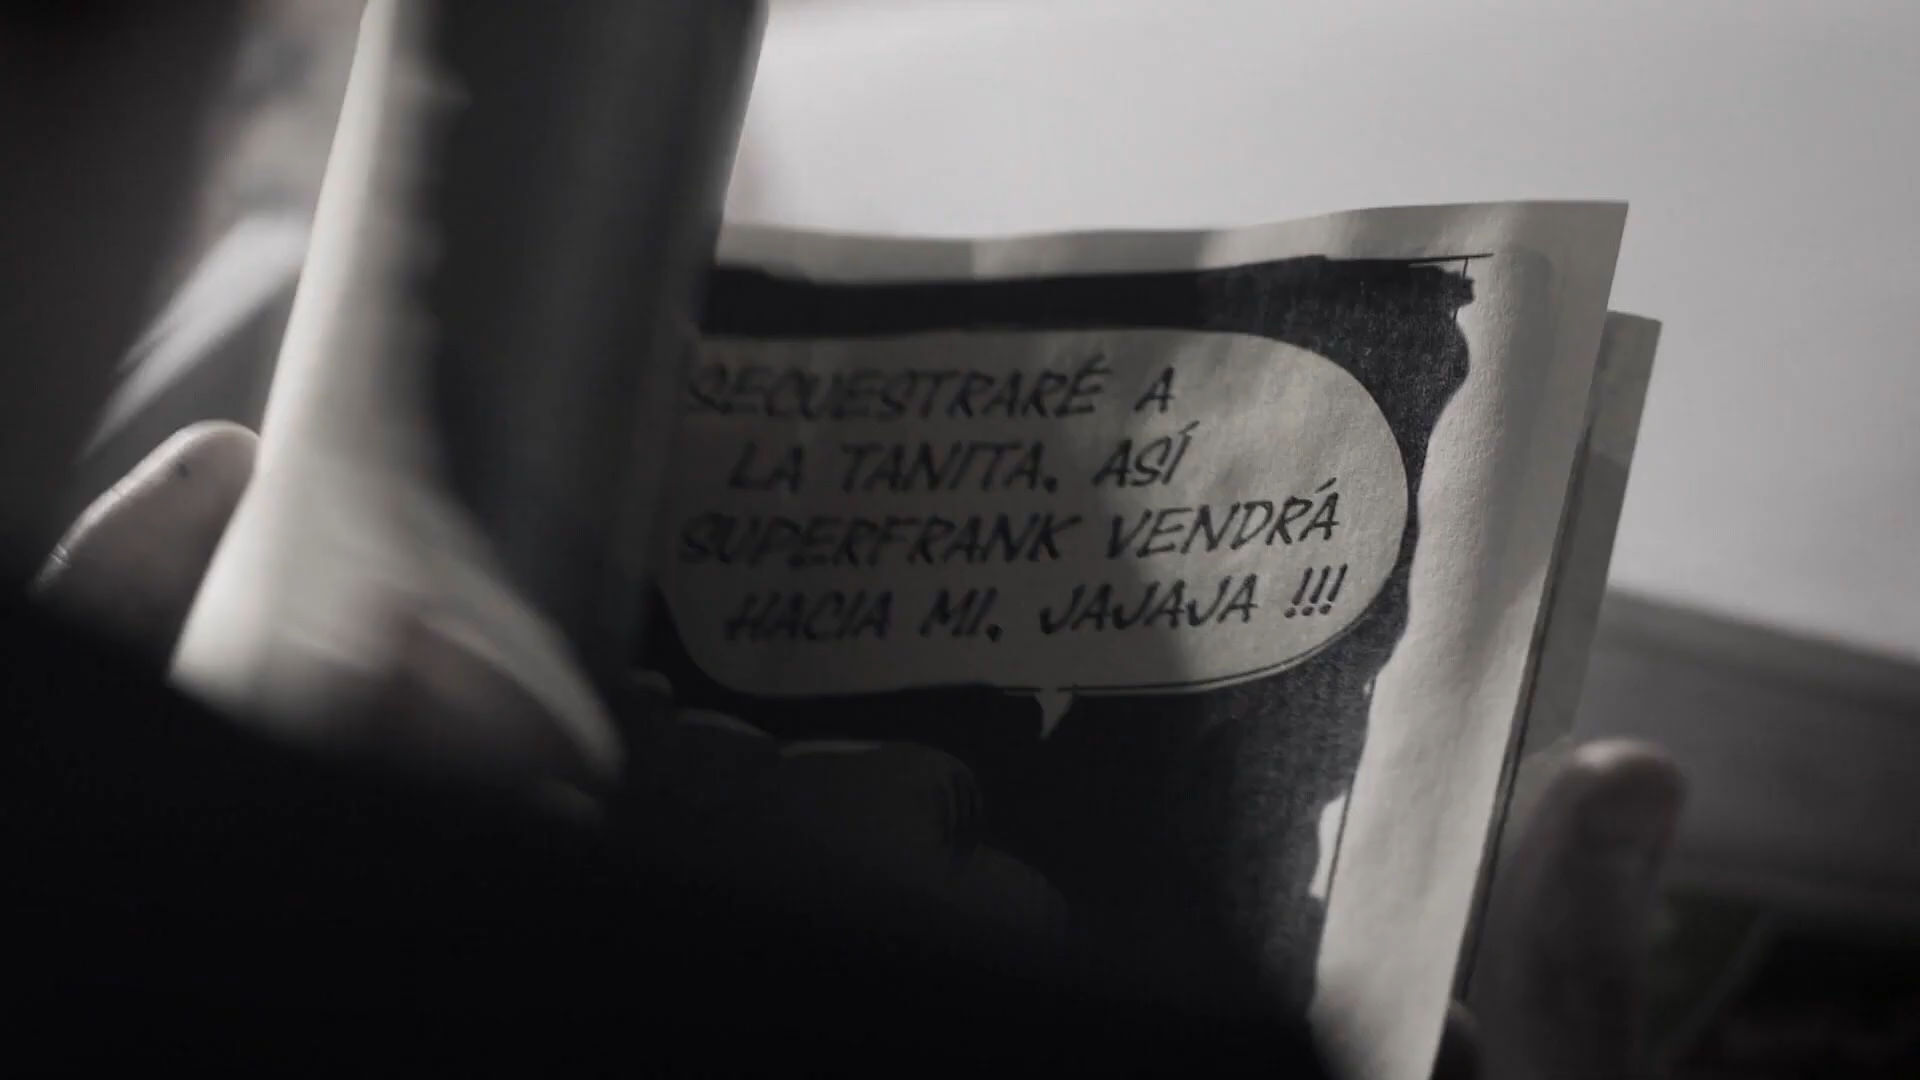 SECUESTRARÉ A
LA TANITA. ASÍ
SUPERFRANK VENDRÁ
HACIA MI. JAJAJA !!!